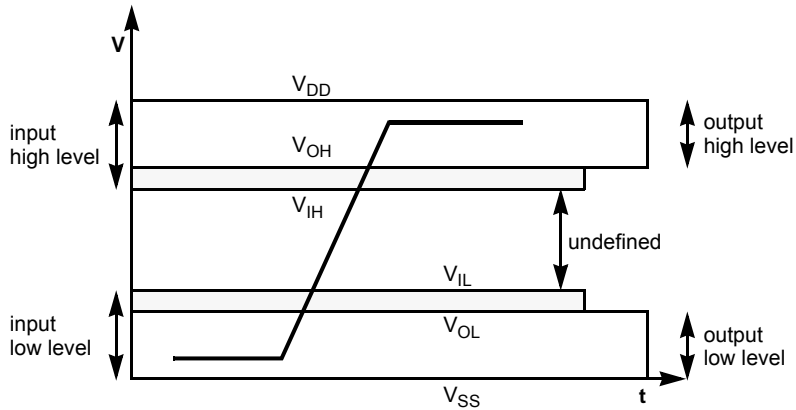 V
V_DD
input
high level
V_OH
output
high level
V_IH
undefined
V_IL
input
low level
V_OL
output
low level
V_SS
t